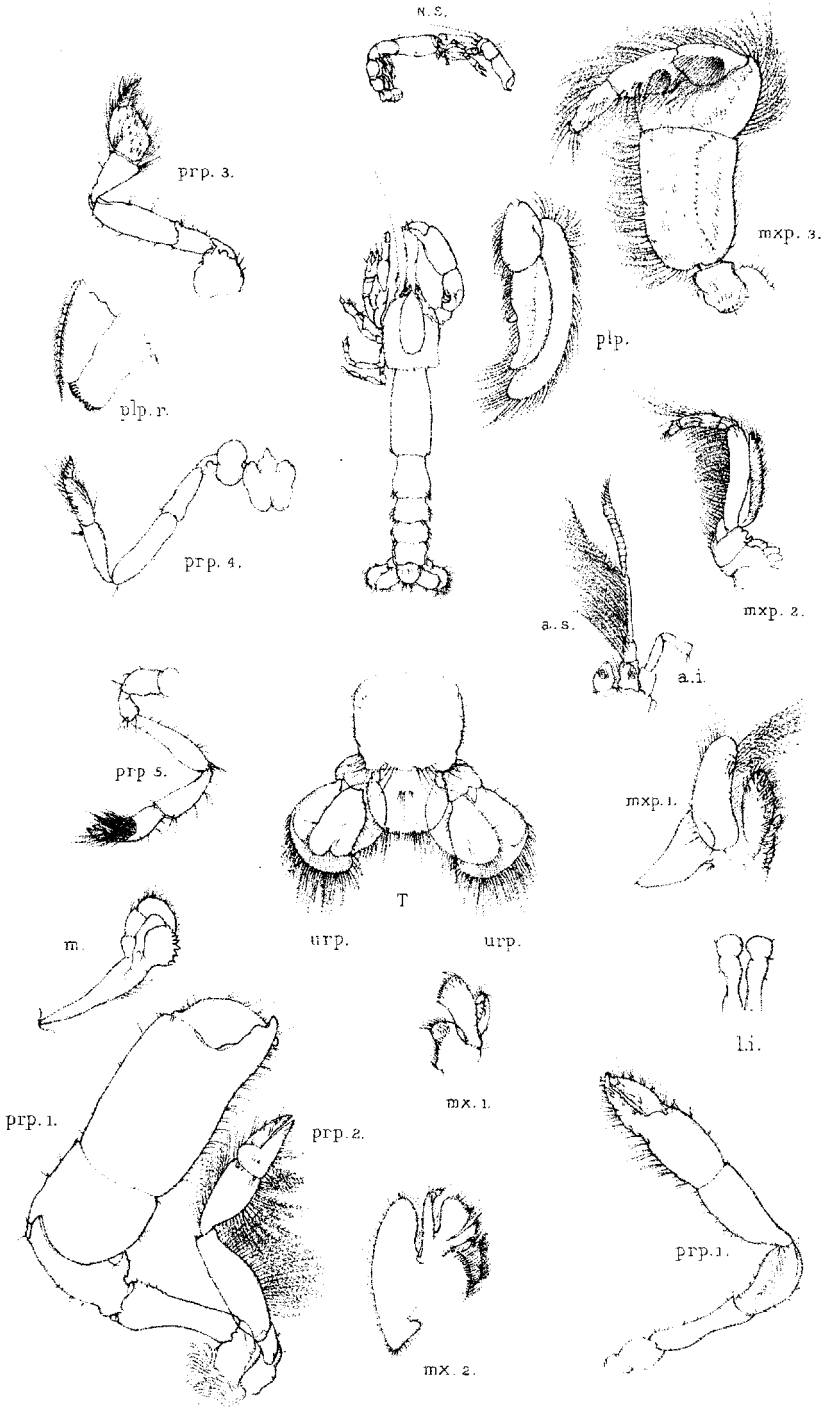 N.S.
prp. 3.
mxp. 3.
plp.
plp. r.
prp. 4.
mxp. 2.
a.s.
a.i.
prp 5.
mxp. 1.
T
m.
urp.
urp.
l.i.
mx. 1.
prp. 1.
prp. 2.
prp. 1.
mx. 2.